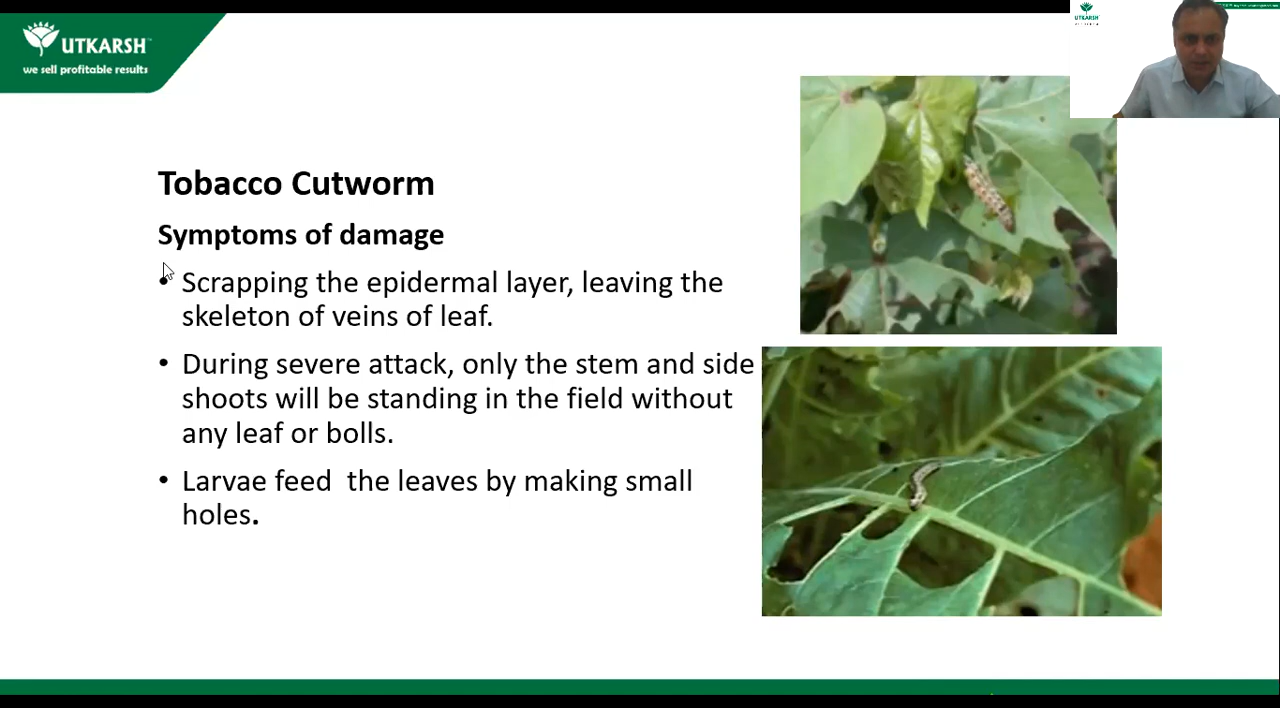 UTKARSH
we sell profitable results
Tobacco Cutworm
Symptoms of damage
• Scrapping the epidermal layer, leaving the
skeleton of veins of leaf.
• During severe attack, only the stem and side
shoots will be standing in the field without
any leaf or bolls.
• Larvae feed  the leaves by making small
holes.
UTKARSH